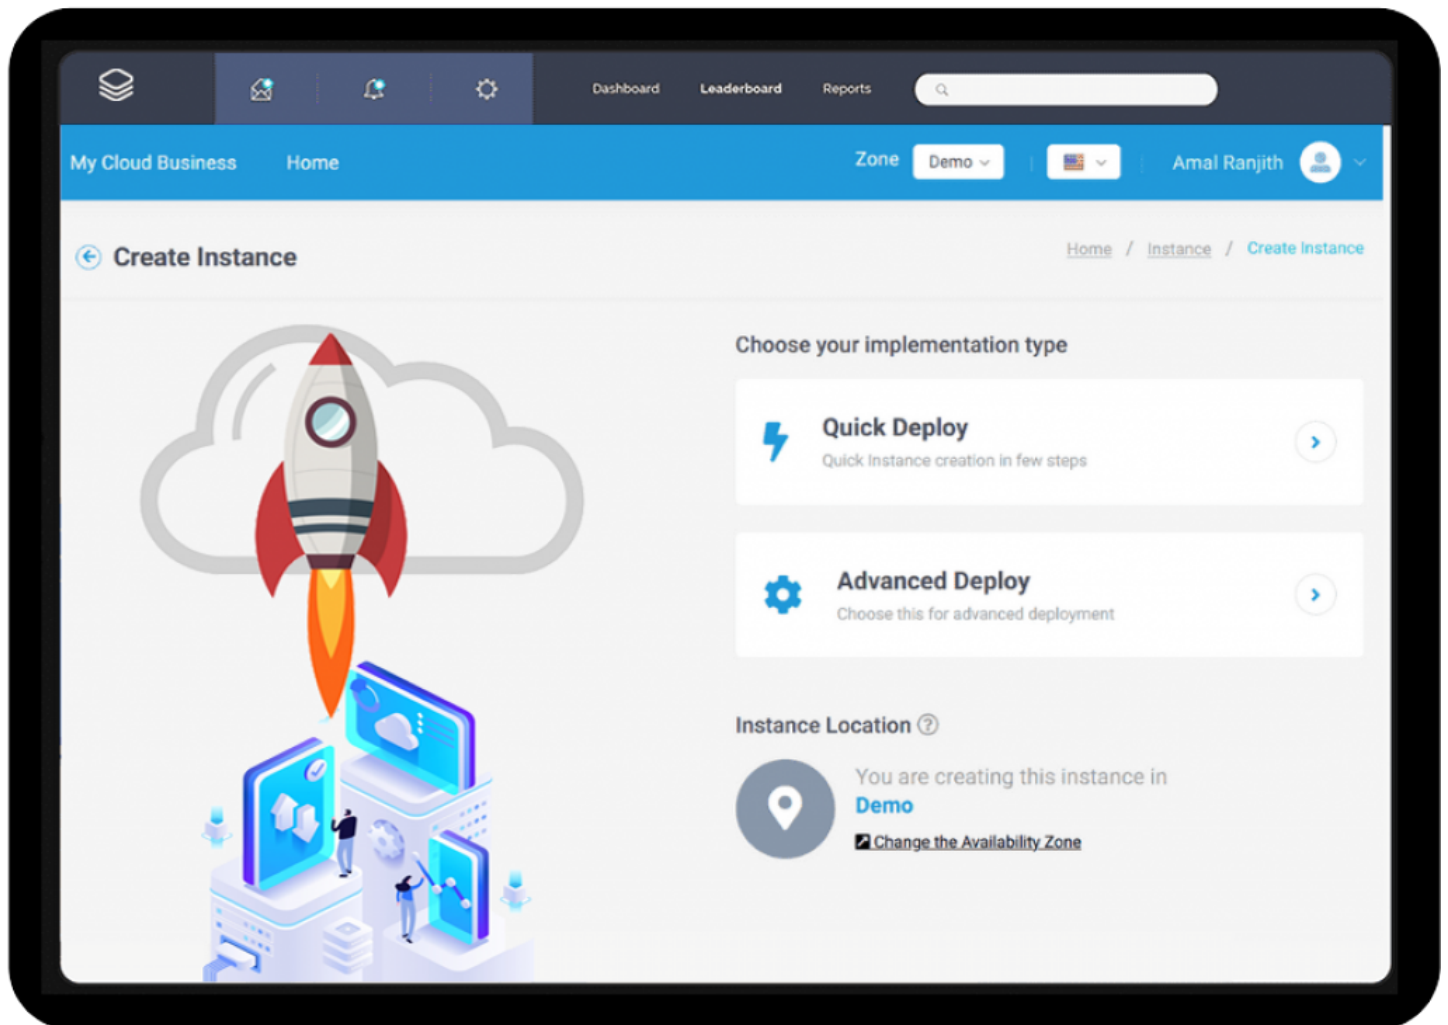 Dashboard Leaderboard Reports
My Cloud Business Home Zone Demo Amal Ranjith
Create Instance
Home / Instance / Create Instance
Choose your implementation type
Quick Deploy
Quick Instance creation in few steps
Advanced Deploy
Choose this for advanced deployment
Instance Location ?
You are creating this instance in
Demo
Change the Availability Zone